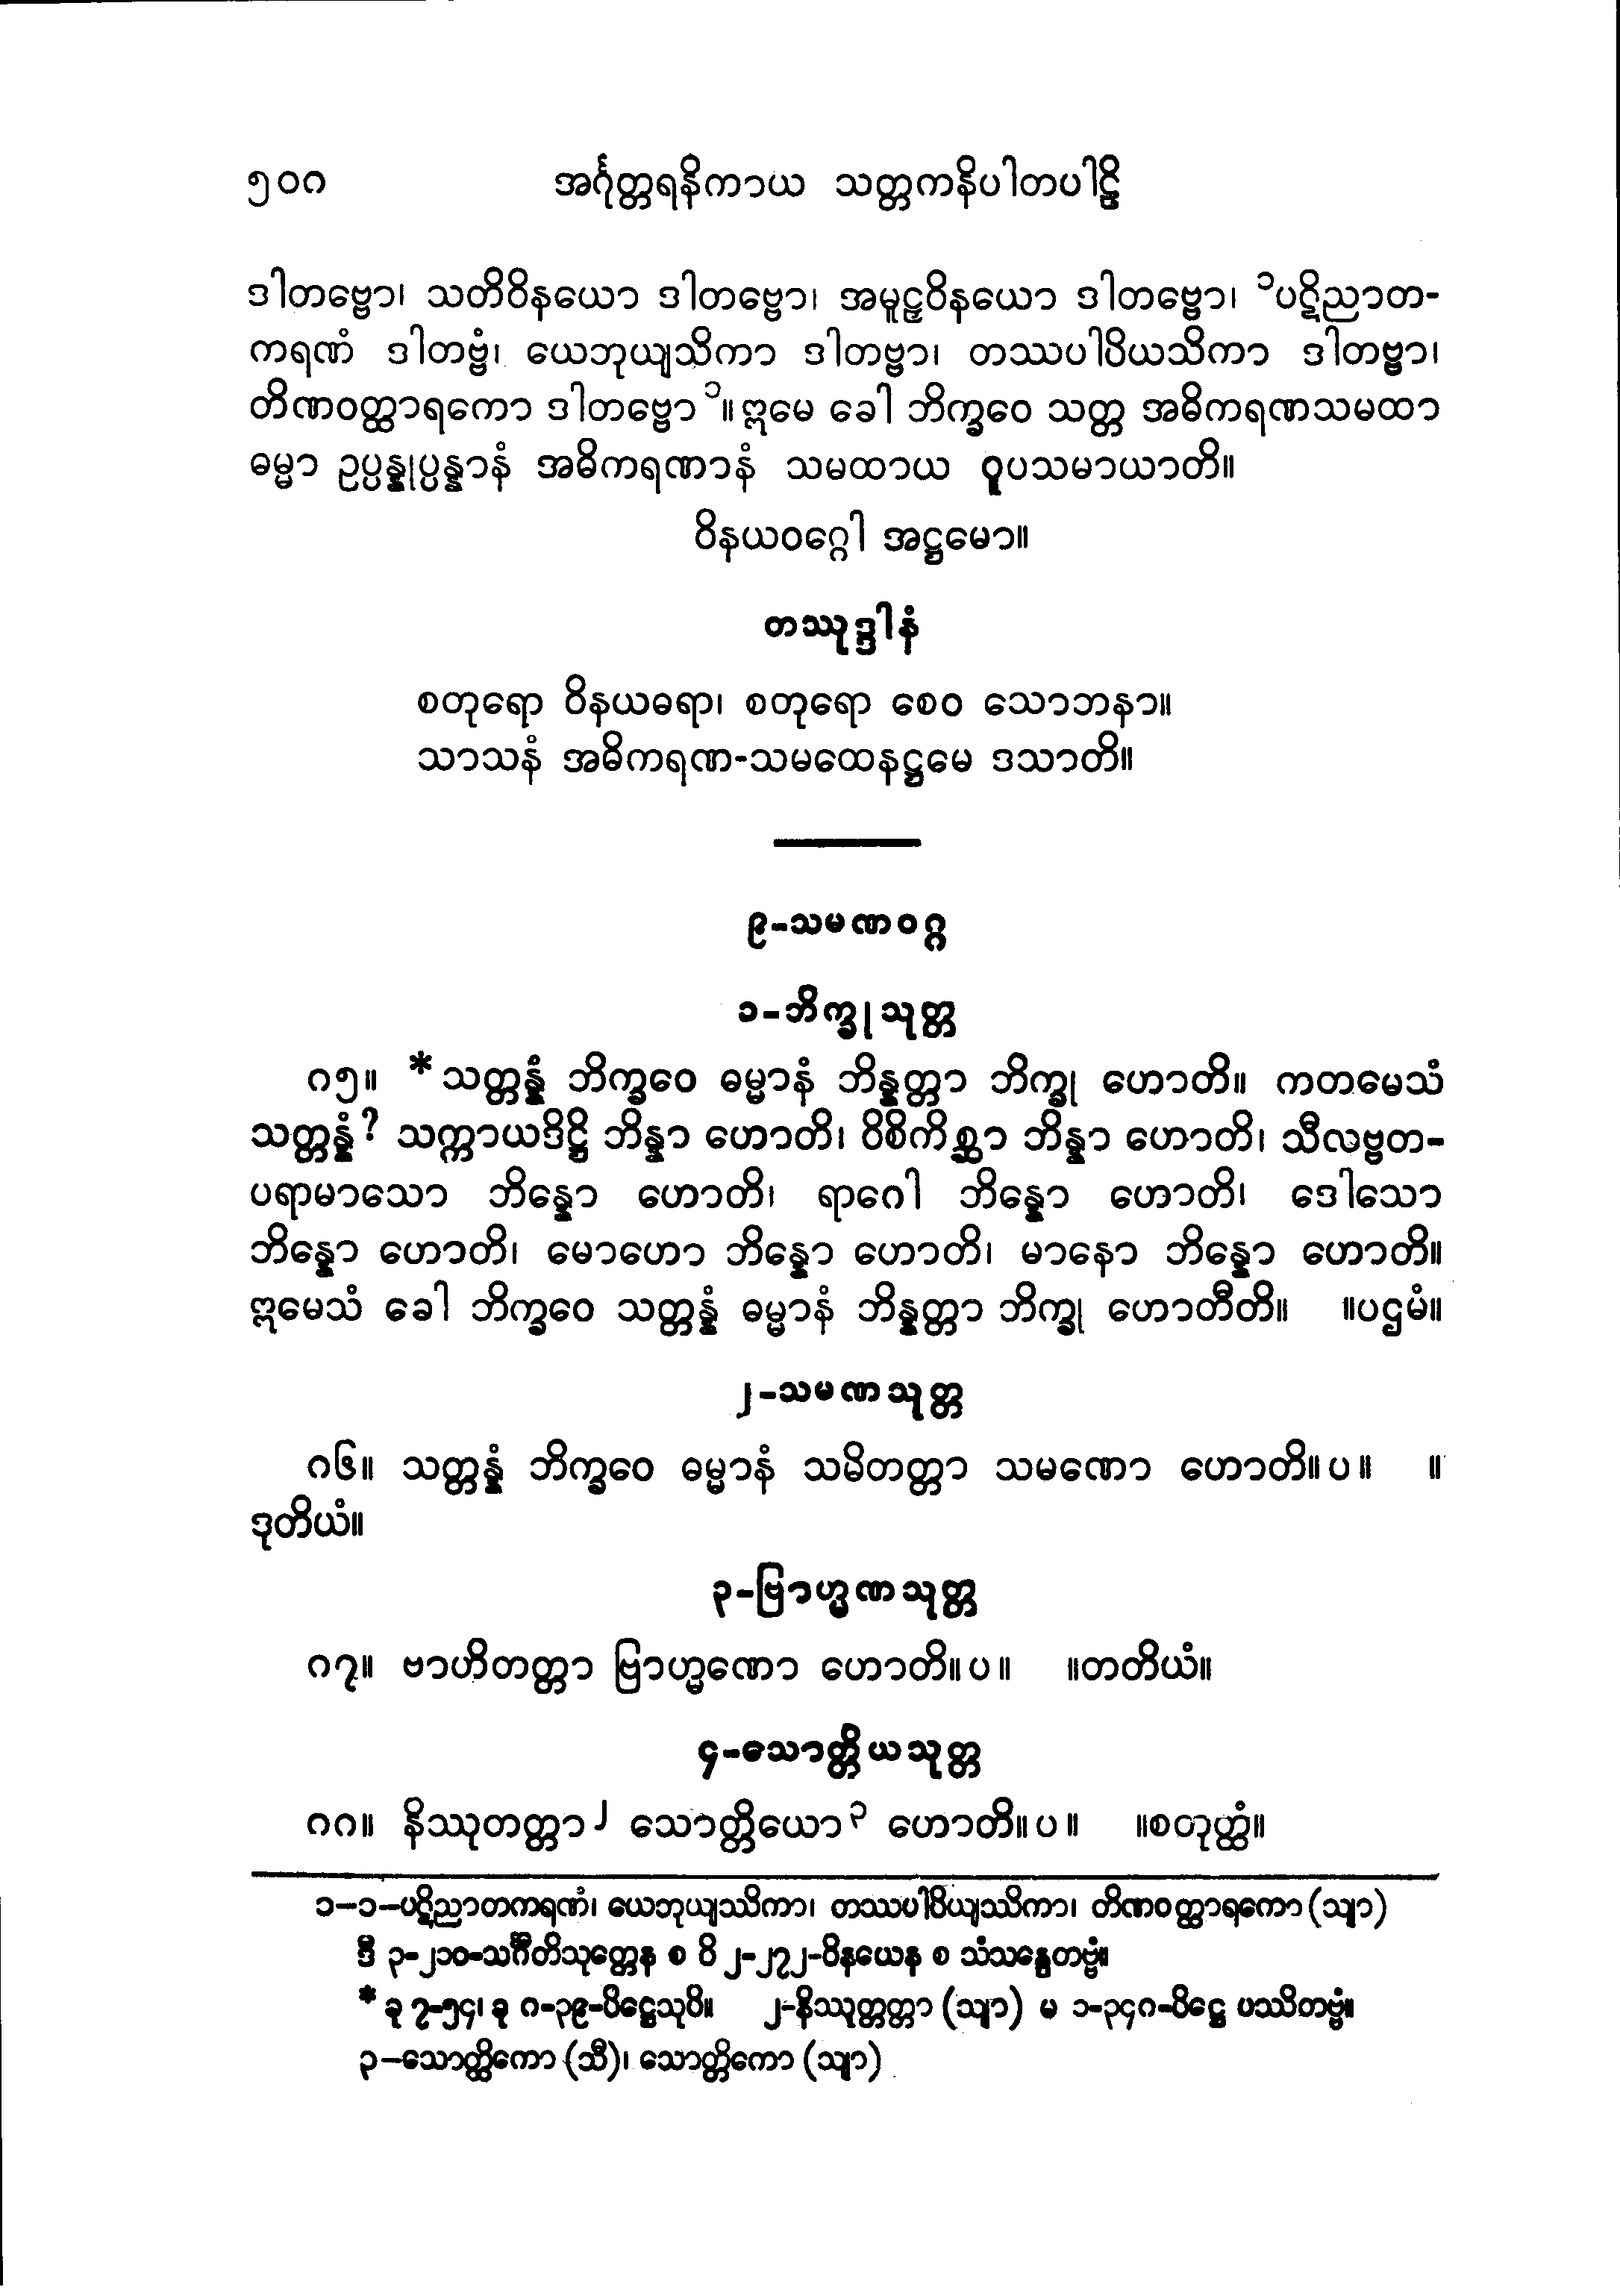 ၅၀ဂ အင်္ဂုတ္တရနိကာယ သတ္တကနိပါတပါဠိ
ဒါတဗ္ဗော၊ သတိဝိနယော ဒါတဗ္ဗော၊ အမူဠှဝိနယော ဒါတဗ္ဗော၊ ၁ပဋိညာတ-
ကရဏံ ဒါတဗ္ဗံ၊ ယေဘုယျသိကာ ဒါတဗ္ဗာ၊ တဿပါပိယသိကာ ဒါတဗ္ဗာ၊
တိဏဝတ္ထာရကော ဒါတဗ္ဗော၁။ ဣမေ ခေါ ဘိက္ခဝေ သတ္တ အဓိကရဏသမထာ
ဓမ္မာ ဥပ္ပန္နုပ္ပန္နာနံ အဓိကရဏာနံ သမထာယ ဝူပသမာယာတိ။
ဝိနယဝဂ္ဂေါ အဋ္ဌမော။
တဿုဒ္ဒါနံ
စတုရော ဝိနယဓရာ၊ စတုရော စေဝ သောဘနာ။
သာသနံ အဓိကရဏ-သမထေနဋ္ဌမေ ဒသာတိ။
၉-သမဏဝဂ္ဂ
၁-ဘိက္ခုသုတ္တ
ဂ၅။ *သတ္တန္နံ ဘိက္ခဝေ ဓမ္မာနံ ဘိန္နတ္တာ ဘိက္ခု ဟောတိ။ ကတမေသံ
သတ္တန္နံ? သက္ကာယဒိဋ္ဌိ ဘိန္နာ ဟောတိ၊ ဝိစိကိစ္ဆာ ဘိန္နာ ဟောတိ၊ သီလဗ္ဗတ-
ပရာမာသော ဘိန္နော ဟောတိ၊ ရာဂေါ ဘိန္နော ဟောတိ၊ ဒေါသော
ဘိန္နော ဟောတိ၊ မောဟော ဘိန္နော ဟောတိ၊ မာနော ဘိန္နော ဟောတိ။
ဣမေသံ ခေါ ဘိက္ခဝေ သတ္တန္နံ ဓမ္မာနံ ဘိန္နတ္တာ ဘိက္ခု ဟောတီတိ။ ။ပဌမံ။
၂-သမဏသုတ္တ
ဂ၆။ သတ္တန္နံ ဘိက္ခဝေ ဓမ္မာနံ သမိတတ္တာ သမဏော ဟောတိ။ပ။ ။
ဒုတိယံ။
၃-ဗြာဟ္မဏသုတ္တ
ဂ၇။ ဗာဟိတတ္တာ ဗြာဟ္မဏော ဟောတိ။ပ။ ။တတိယံ။
၄-သောတ္တိယသုတ္တ
ဂဂ။ နိဿုတတ္တာ၂ သောတ္တိယော၃ ဟောတိ။ပ။ ။စတုတ္ထံ။
၁–၁–ပဋိညာတကရဏံ၊ ယေဘုယျဿိကာ၊ တဿပါပိယျဿိကာ၊ တိဏဝတ္ထာရကော (သျာ)
ဒီ ၃-၂၁၀-သင်္ဂီတိသုတ္တေန စ ဝိ ၂-၂၇၂-ဝိနယေန စ သံသန္ဒေတဗ္ဗံ။
* ခု ၇-၅၄၊ ခု ဂ-၃၉-ပိဋ္ဌေသုပိ။ ၂-နိဿုတ္တတ္တာ (သျာ) မ ၁-၃၄ဂ-ပိဋ္ဌေ ပဿိတဗ္ဗံ။
၃–သောတ္ထိကော (သီ)၊ သောတ္တိကော (သျာ)